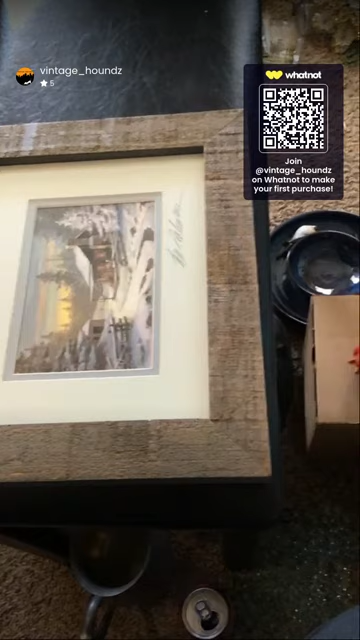 vintage_houndz
5
whatnot
Join
@vintage_houndz
on Whatnot to make
your first purchase!